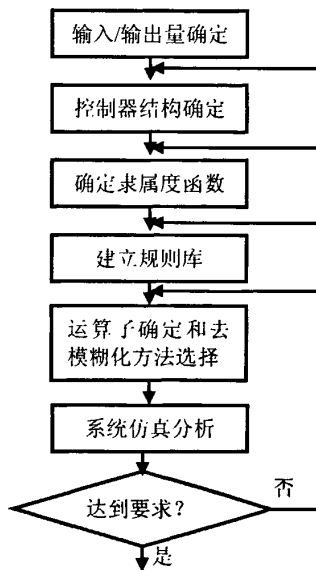 输入/输出量确定
控制器结构确定
确定隶属度函数
建立规则库
运算子确定和去
模糊化方法选择
系统仿真分析
达到要求?
否
是